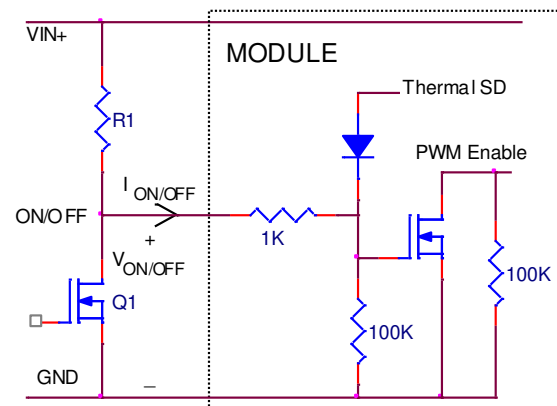 VIN+
MODULE
Thermal SD
R1
PWM Enable
I ON/OFF
ON/OFF
+
1K
V ON/OFF
Q1
100K
100K
GND
_